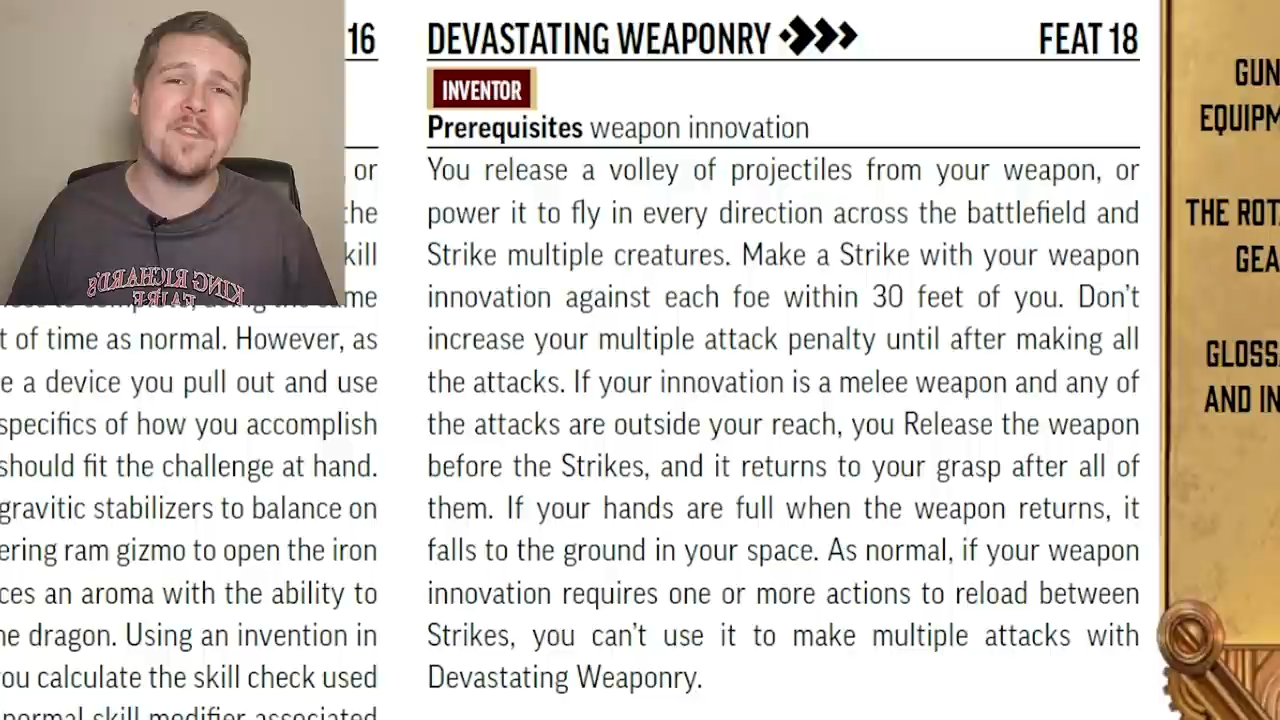 KING RICHARD'S
FAIRE
16
or
the
skill
me
t of time as normal. However, as
e a device you pull out and use
specifics of how you accomplish
should fit the challenge at hand.
gravitic stabilizers to balance on
ering ram gizmo to open the iron
ces an aroma with the ability to
ne dragon. Using an invention in
you calculate the skill check used
normal skill modifier associated
DEVASTATING WEAPONRY
FEAT 18
INVENTOR
Prerequisites weapon innovation
You release a volley of projectiles from your weapon, or
power it to fly in every direction across the battlefield and
Strike multiple creatures. Make a Strike with your weapon
innovation against each foe within 30 feet of you. Don't
increase your multiple attack penalty until after making all
the attacks. If your innovation is a melee weapon and any of
the attacks are outside your reach, you Release the weapon
before the Strikes, and it returns to your grasp after all of
them. If your hands are full when the weapon returns, it
falls to the ground in your space. As normal, if your weapon
innovation requires one or more actions to reload between
Strikes, you can't use it to make multiple attacks with
Devastating Weaponry.
GUN
EQUIPM
THE ROT
GEA
GLOSS
AND IN